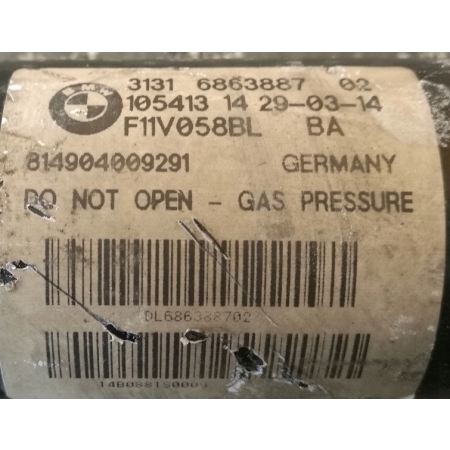 BMW
3131 6863887 02
105413 14 29-03-14
F11V058BL BA
814904009291 GERMANY
DO NOT OPEN - GAS PRESSURE
DL686388702